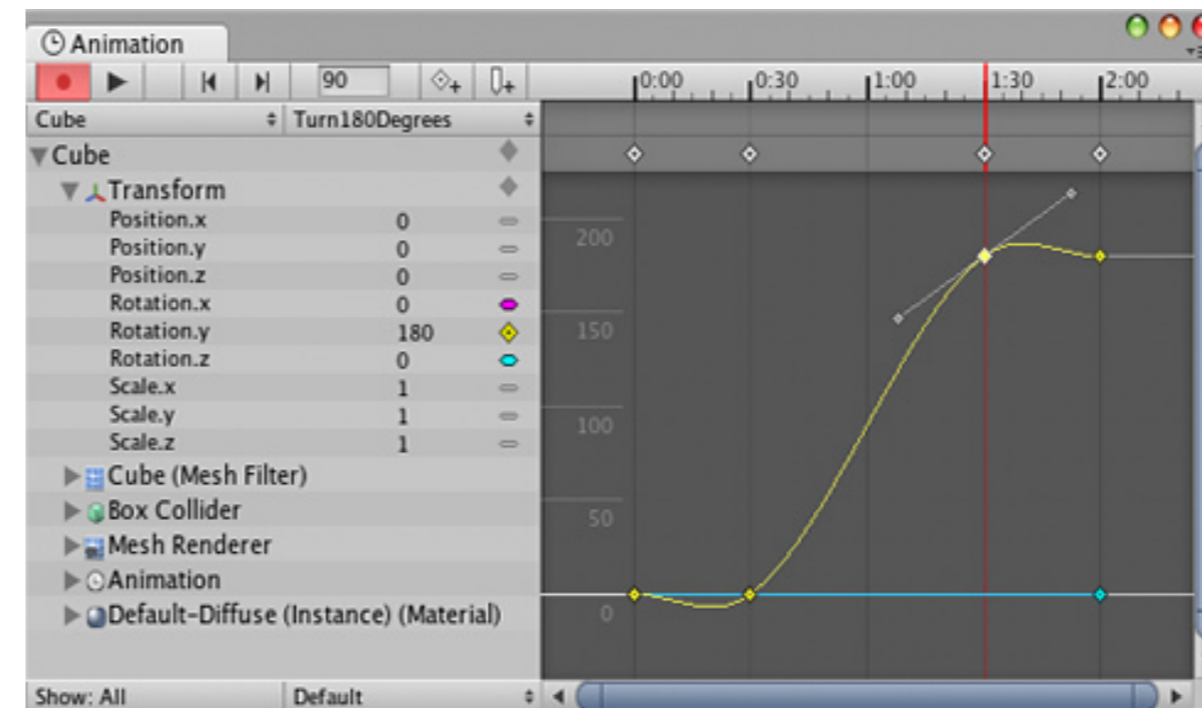 Animation
90 0:00 0:30 1:00 1:30 2:00
Cube Turn180Degrees
Cube
Transform
Position.x 0
Position.y 0
Position.z 0
Rotation.x 0
Rotation.y 180
Rotation.z 0
Scale.x 1
Scale.y 1
Scale.z 1
Cube (Mesh Filter)
Box Collider
Mesh Renderer
Animation
Default-Diffuse (Instance) (Material)
200
150
100
50
0
Show: All Default